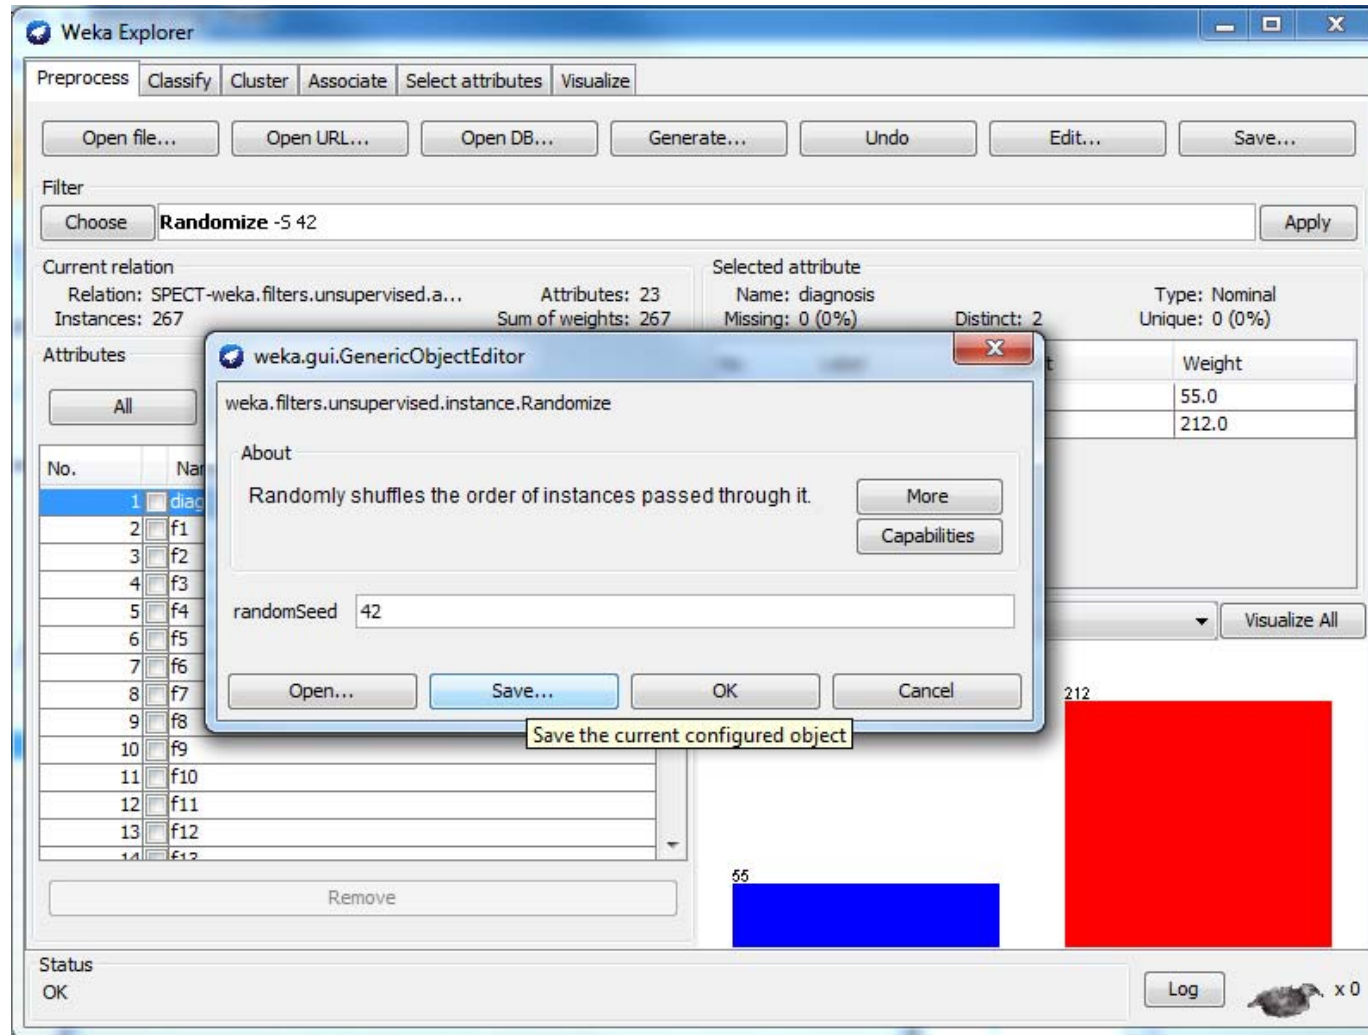 Weka Explorer
Preprocess Classify Cluster Associate Select attributes Visualize
Open file... Open URL... Open DB... Generate... Undo Edit... Save...
Filter
Choose Randomize -S 42 Apply
Current relation
Relation: SPECT-weka.filters.unsupervised.a... Attributes: 23
Instances: 267 Sum of weights: 267
Selected attribute
Name: diagnosis Type: Nominal
Missing: 0 (0%) Distinct: 2 Unique: 0 (0%)
Attributes
All
No.
1
2 f1
3 f2
4 f3
5 f4
6 f5
7 f6
8 f7
9 f8
10 f9
11 f10
12 f11
13 f12
14 f13
Remove
weka.gui.GenericObjectEditor
weka.filters.unsupervised.instance.Randomize
About
Randomly shuffles the order of instances passed through it.
More
Capabilities
randomSeed 42
Open... Save... OK Cancel
Save the current configured object
Weight
55.0
212.0
Visualize All
212
55
Status
OK
Log x 0